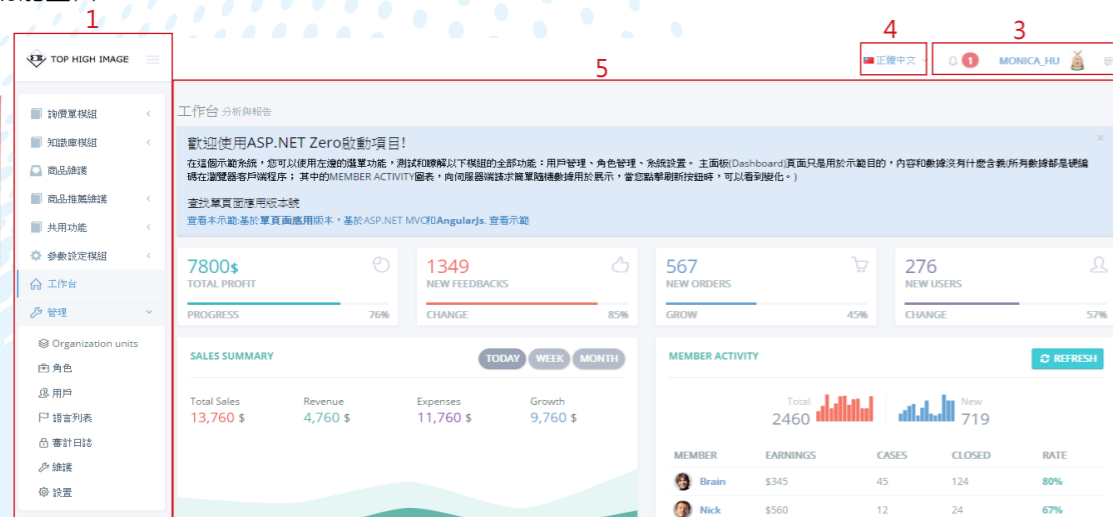 1
4
3
TOP HIGH IMAGE
5
正體中文
1
MONICA_HU
詢價單模組
知識庫模組
商品維護
商品推薦維護
共用功能
參數設定模組
工作台
管理
Organization units
角色
用戶
語言列表
審計日誌
維護
設置
工作台 分析與報告
歡迎使用ASP.NET Zero啟動項目!
在這個示範系統,您可以使用左邊的選單功能,測試和瞭解以下模組的全部功能:用戶管理、角色管理、系統設置。 主面板(Dashboard)頁面只是用於示範目的,內容和數據沒有什麼含義(所有數據都是硬編
碼在瀏覽器客戶端程序; 其中的MEMBER ACTIVITY圖表,向伺服器端請求簡單隨機數據用於展示,當您點擊刷新按鈕時,可以看到變化。)
查找單頁面應用版本號
查看本示範:基於單頁面應用版本,基於ASP.NET MVC和AngularJs. 查看示範
7800$
TOTAL PROFIT
PROGRESS 76%
1349
NEW FEEDBACKS
CHANGE 85%
567
NEW ORDERS
GROW 45%
276
NEW USERS
CHANGE 57%
SALES SUMMARY
TODAY WEEK MONTH
Total Sales Revenue Expenses Growth
13,760 $ 4,760 $ 11,760 $ 9,760 $
MEMBER ACTIVITY
REFRESH
Total New
2460 719
MEMBER EARNINGS CASES CLOSED RATE
Brain $345 45 124 80%
Nick $560 12 24 67%